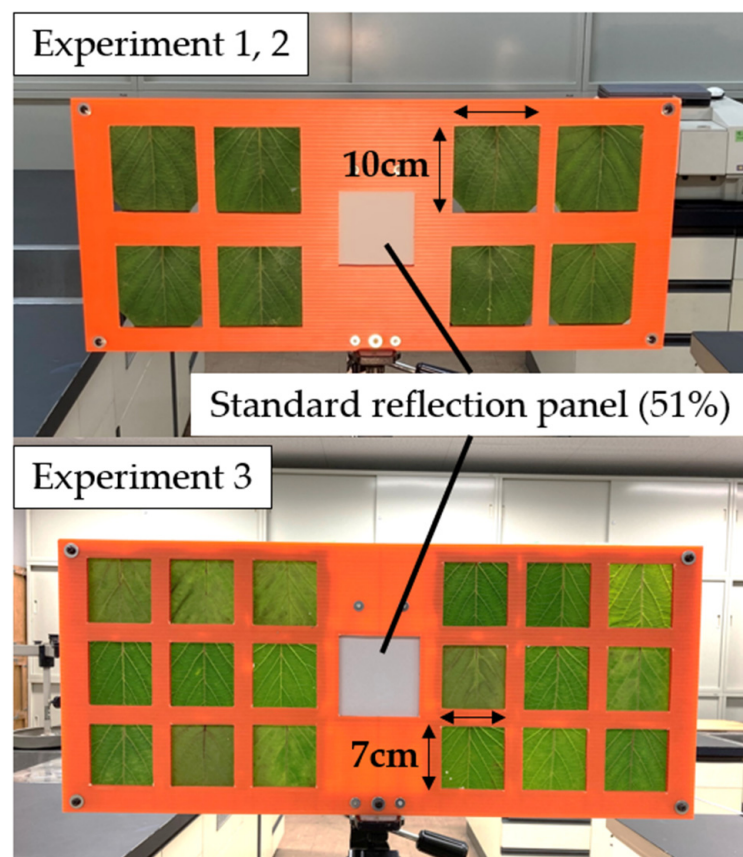 Experiment 1, 2
10cm
Standard reflection panel (51%)
Experiment 3
7cm